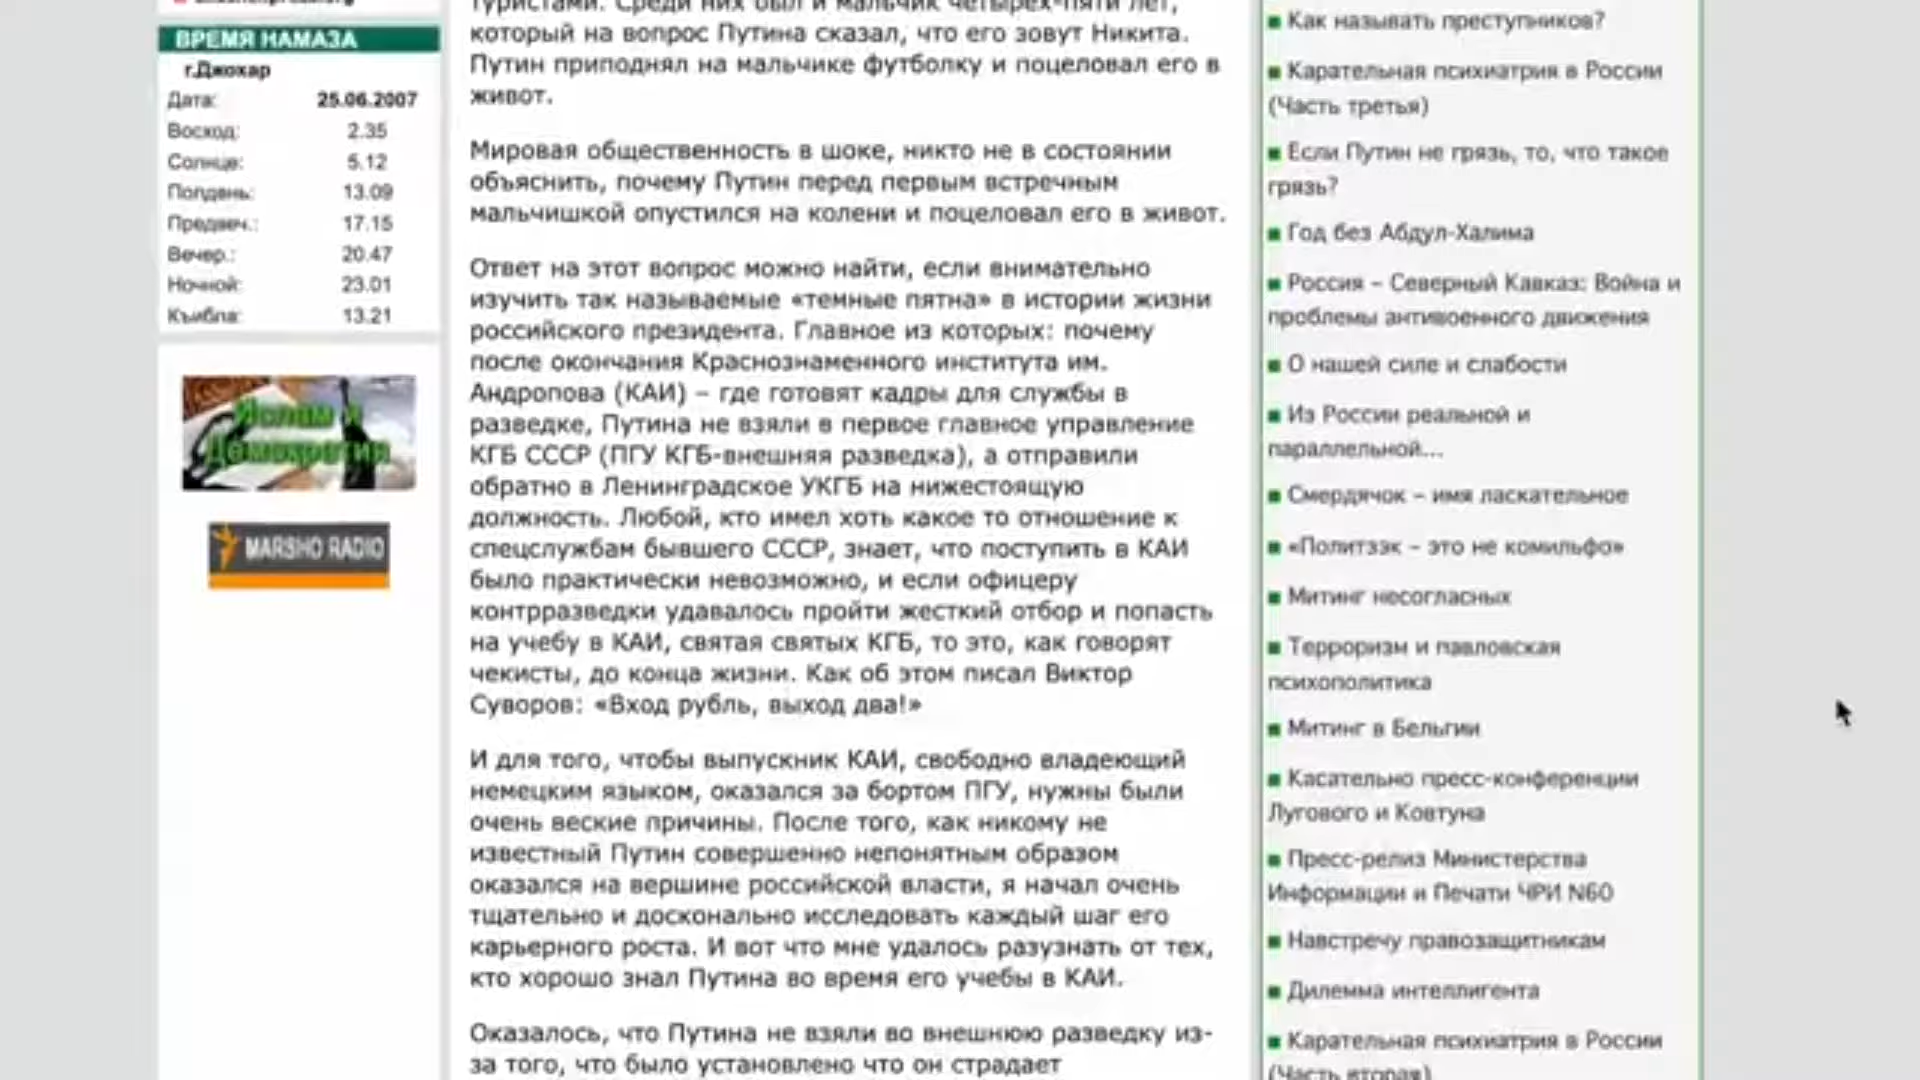 ВРЕМЯ НАМАЗА
г.Джохар
Дата: 25.06.2007
Восход: 2.35
Солнце: 5.12
Полдень: 13.09
Предвеч.: 17.15
Вечер.: 20.47
Ночной: 23.01
Къибла: 13.21
Ислам и
Демократия
MARSHO RADIO
туристами. Среди них был и мальчик четырех-пяти лет,
который на вопрос Путина сказал, что его зовут Никита.
Путин приподнял на мальчике футболку и поцеловал его в
живот.
Мировая общественность в шоке, никто не в состоянии
объяснить, почему Путин перед первым встречным
мальчишкой опустился на колени и поцеловал его в живот.
Ответ на этот вопрос можно найти, если внимательно
изучить так называемые «темные пятна» в истории жизни
российского президента. Главное из которых: почему
после окончания Краснознаменного института им.
Андропова (КАИ) – где готовят кадры для службы в
разведке, Путина не взяли в первое главное управление
КГБ СССР (ПГУ КГБ-внешняя разведка), а отправили
обратно в Ленинградское УКГБ на нижестоящую
должность. Любой, кто имел хоть какое то отношение к
спецслужбам бывшего СССР, знает, что поступить в КАИ
было практически невозможно, и если офицеру
контрразведки удавалось пройти жесткий отбор и попасть
на учебу в КАИ, святая святых КГБ, то это, как говорят
чекисты, до конца жизни. Как об этом писал Виктор
Суворов: «Вход рубль, выход два!»
И для того, чтобы выпускник КАИ, свободно владеющий
немецким языком, оказался за бортом ПГУ, нужны были
очень веские причины. После того, как никому не
известный Путин совершенно непонятным образом
оказался на вершине российской власти, я начал очень
тщательно и досконально исследовать каждый шаг его
карьерного роста. И вот что мне удалось разузнать от тех,
кто хорошо знал Путина во время его учебы в КАИ.
Оказалось, что Путина не взяли во внешнюю разведку из-
за того, что было установлено что он страдает
Как называть преступников?
Карательная психиатрия в России
(Часть третья)
Если Путин не грязь, то, что такое
грязь?
Год без Абдул-Халима
Россия – Северный Кавказ: Война и
проблемы антивоенного движения
О нашей силе и слабости
Из России реальной и
параллельной...
Смердячок – имя ласкательное
«Политзэк – это не комильфо»
Митинг несогласных
Терроризм и павловская
психополитика
Митинг в Бельгии
Касательно пресс-конференции
Лугового и Ковтуна
Пресс-релиз Министерства
Информации и Печати ЧРИ N60
Навстречу правозащитникам
Дилемма интеллигента
Карательная психиатрия в России
(Часть вторая)